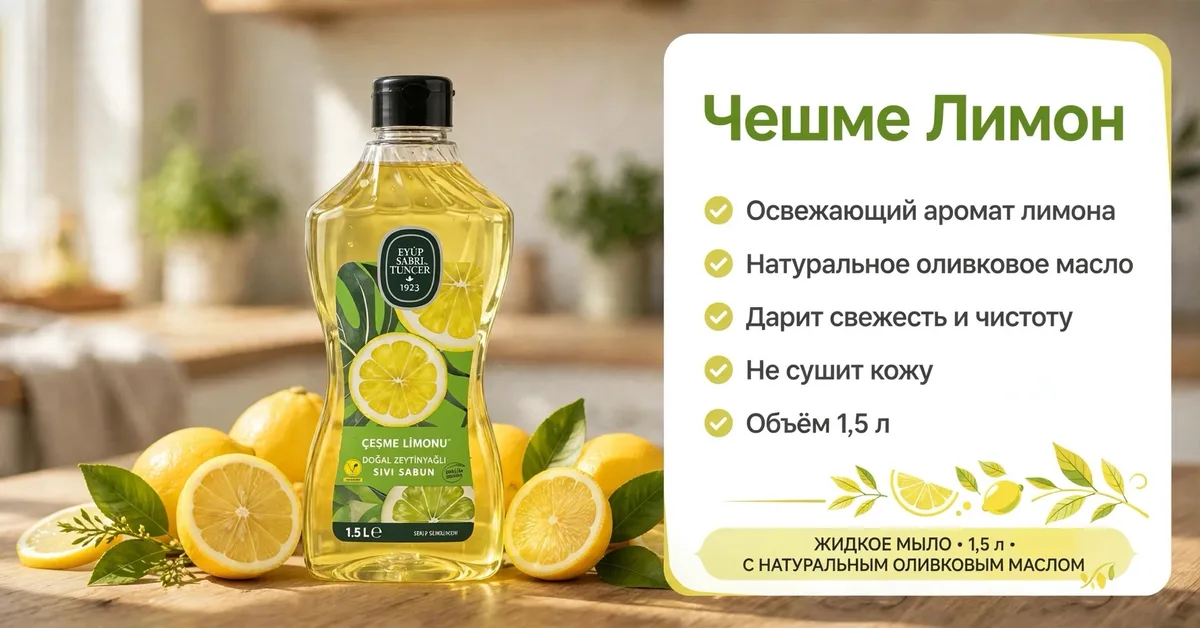 EYÜP
SABRİ
TUNCER
1923
ÇEŞME LİMONU
DOĞAL ZEYTİNYAĞLI
SIVI SABUN
1.5 L e
Чешме Лимон
Освежающий аромат лимона
Натуральное оливковое масло
Дарит свежесть и чистоту
Не сушит кожу
Объём 1,5 л
ЖИДКОЕ МЫЛО • 1,5 л •
С НАТУРАЛЬНЫМ ОЛИВКОВЫМ МАСЛОМ